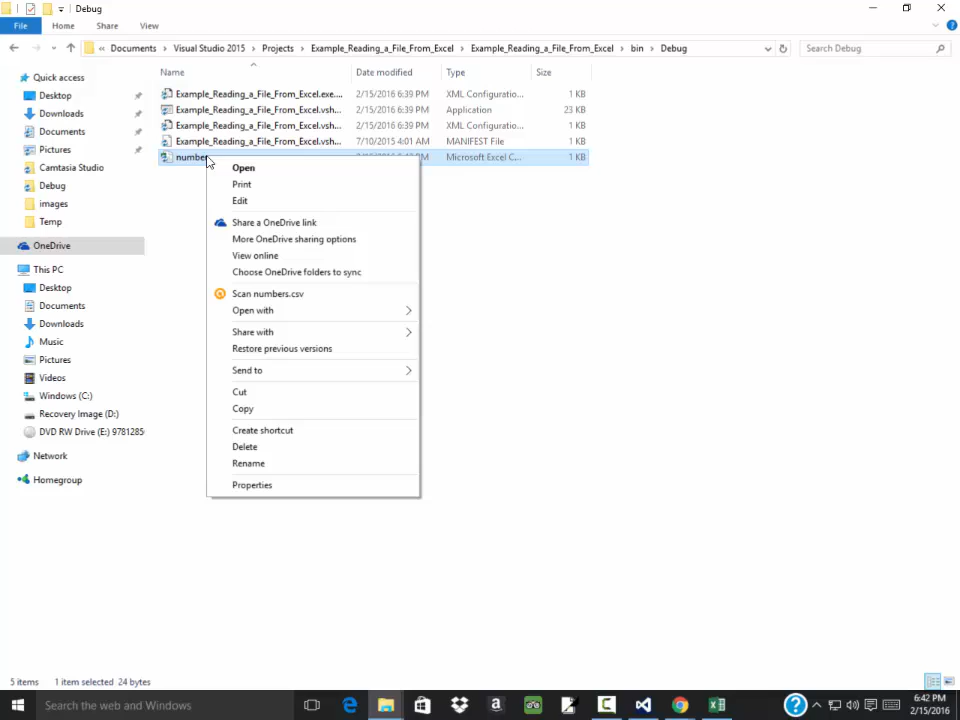 Debug
File Home Share View
« Documents Visual Studio 2015 Projects Example_Reading_a_File_From_Excel Example_Reading_a_File_From_Excel bin Debug Search Debug
Name Date modified Type Size
Quick access
Desktop
Downloads
Documents
Pictures
Camtasia Studio
Debug
images
Temp
OneDrive
This PC
Desktop
Documents
Downloads
Music
Pictures
Videos
Windows (C:)
Recovery Image (D:)
DVD RW Drive (E:) 9781285
Network
Homegroup
Example_Reading_a_File_From_Excel.exe.... 2/15/2016 6:39 PM XML Configuratio... 1 KB
Example_Reading_a_File_From_Excel.vsh... 2/15/2016 6:39 PM Application 23 KB
Example_Reading_a_File_From_Excel.vsh... 2/15/2016 6:39 PM XML Configuratio... 1 KB
Example_Reading_a_File_From_Excel.vsh... 7/10/2015 4:01 AM MANIFEST File 1 KB
number Microsoft Excel C... 1 KB
Open
Print
Edit
Share a OneDrive link
More OneDrive sharing options
View online
Choose OneDrive folders to sync
Scan numbers.csv
Open with
Share with
Restore previous versions
Send to
Cut
Copy
Create shortcut
Delete
Rename
Properties
5 items 1 item selected 24 bytes
Search the web and Windows
6:42 PM
2/15/2016